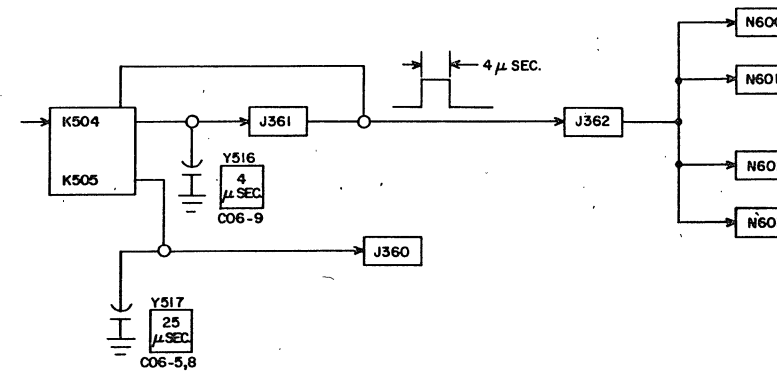 N600
N601
4 μ SEC.
K504
J361
J362
Y516
4
μ SEC
C06-9
K505
N60
N60
J360
Y517
25
μ SEC
C06-5,8